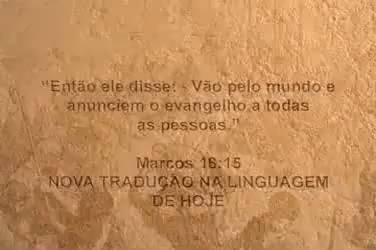 "Então ele disse: - Vão pelo mundo e
anunciem o evangelho a todas
as pessoas."
Marcos 16:15
NOVA TRADUÇÃO NA LINGUAGEM
DE HOJE